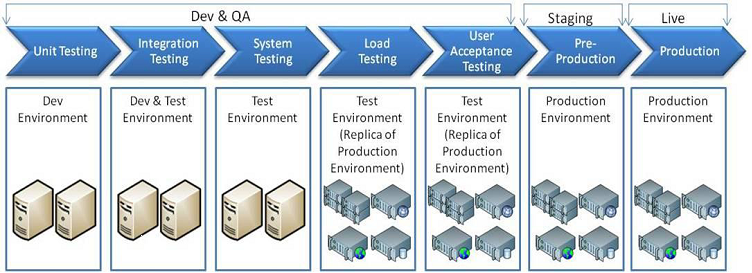 Dev & QA
Staging
Live
Unit Testing
Integration
Testing
System
Testing
Load
Testing
User
Acceptance
Testing
Pre-
Production
Production
Dev
Environment
Dev & Test
Environment
Test
Environment
Test
Environment
(Replica of
Production
Environment)
Test
Environment
(Replica of
Production
Environment)
Production
Environment
Production
Environment